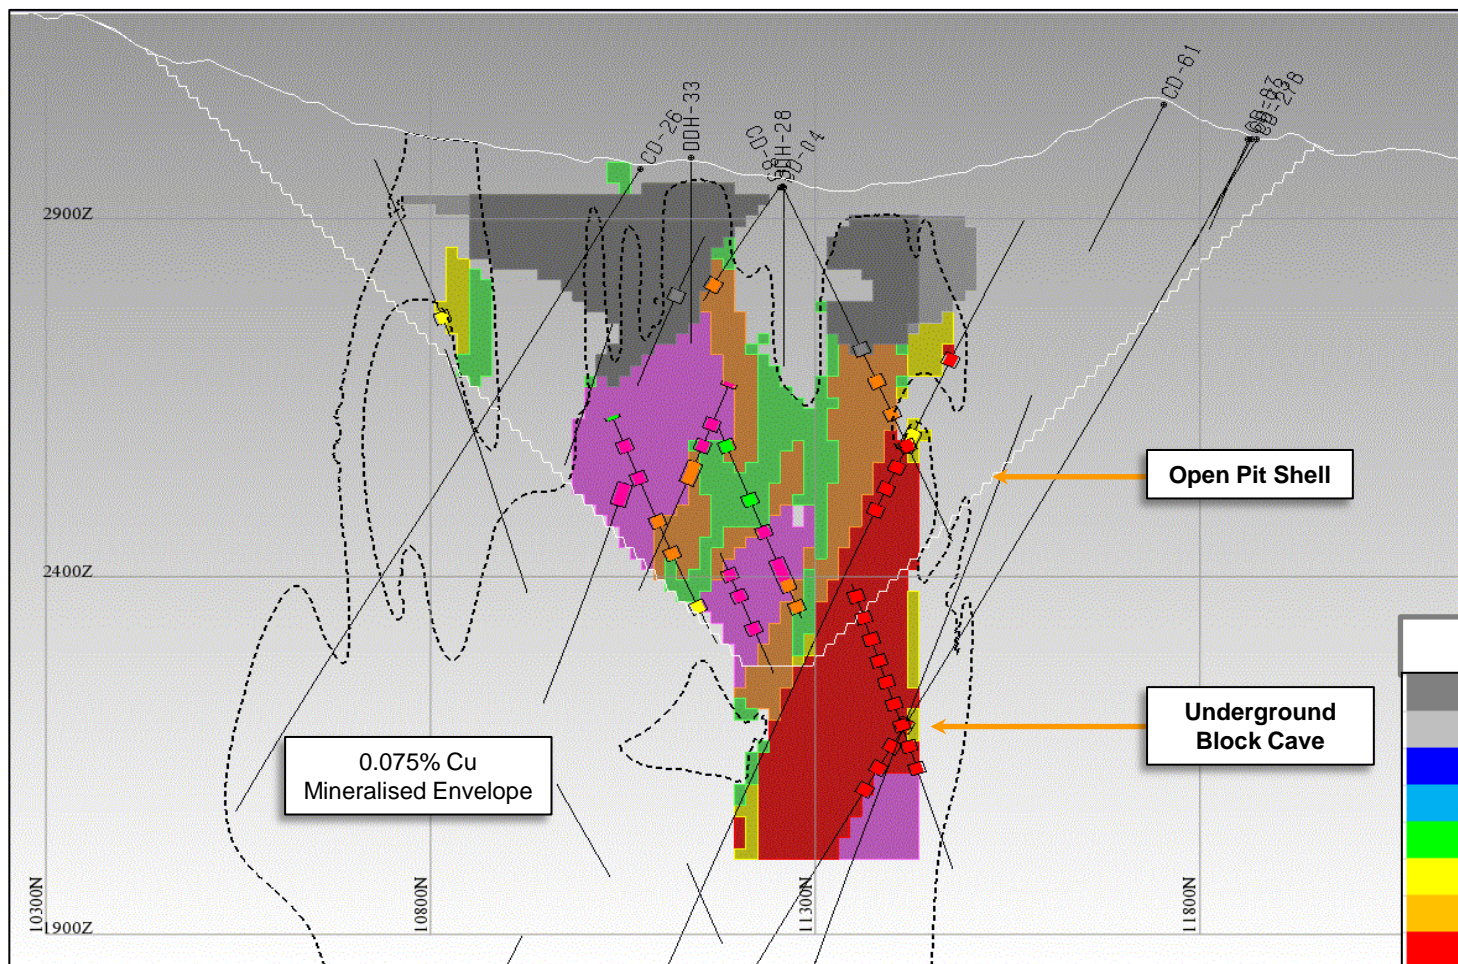 CD-61
CD-26
DDH-33
2900Z
Open Pit Shell
2400Z
Underground
Block Cave
0.075% Cu
Mineralised Envelope
10300N
10800N
11300N
11800N
1900Z